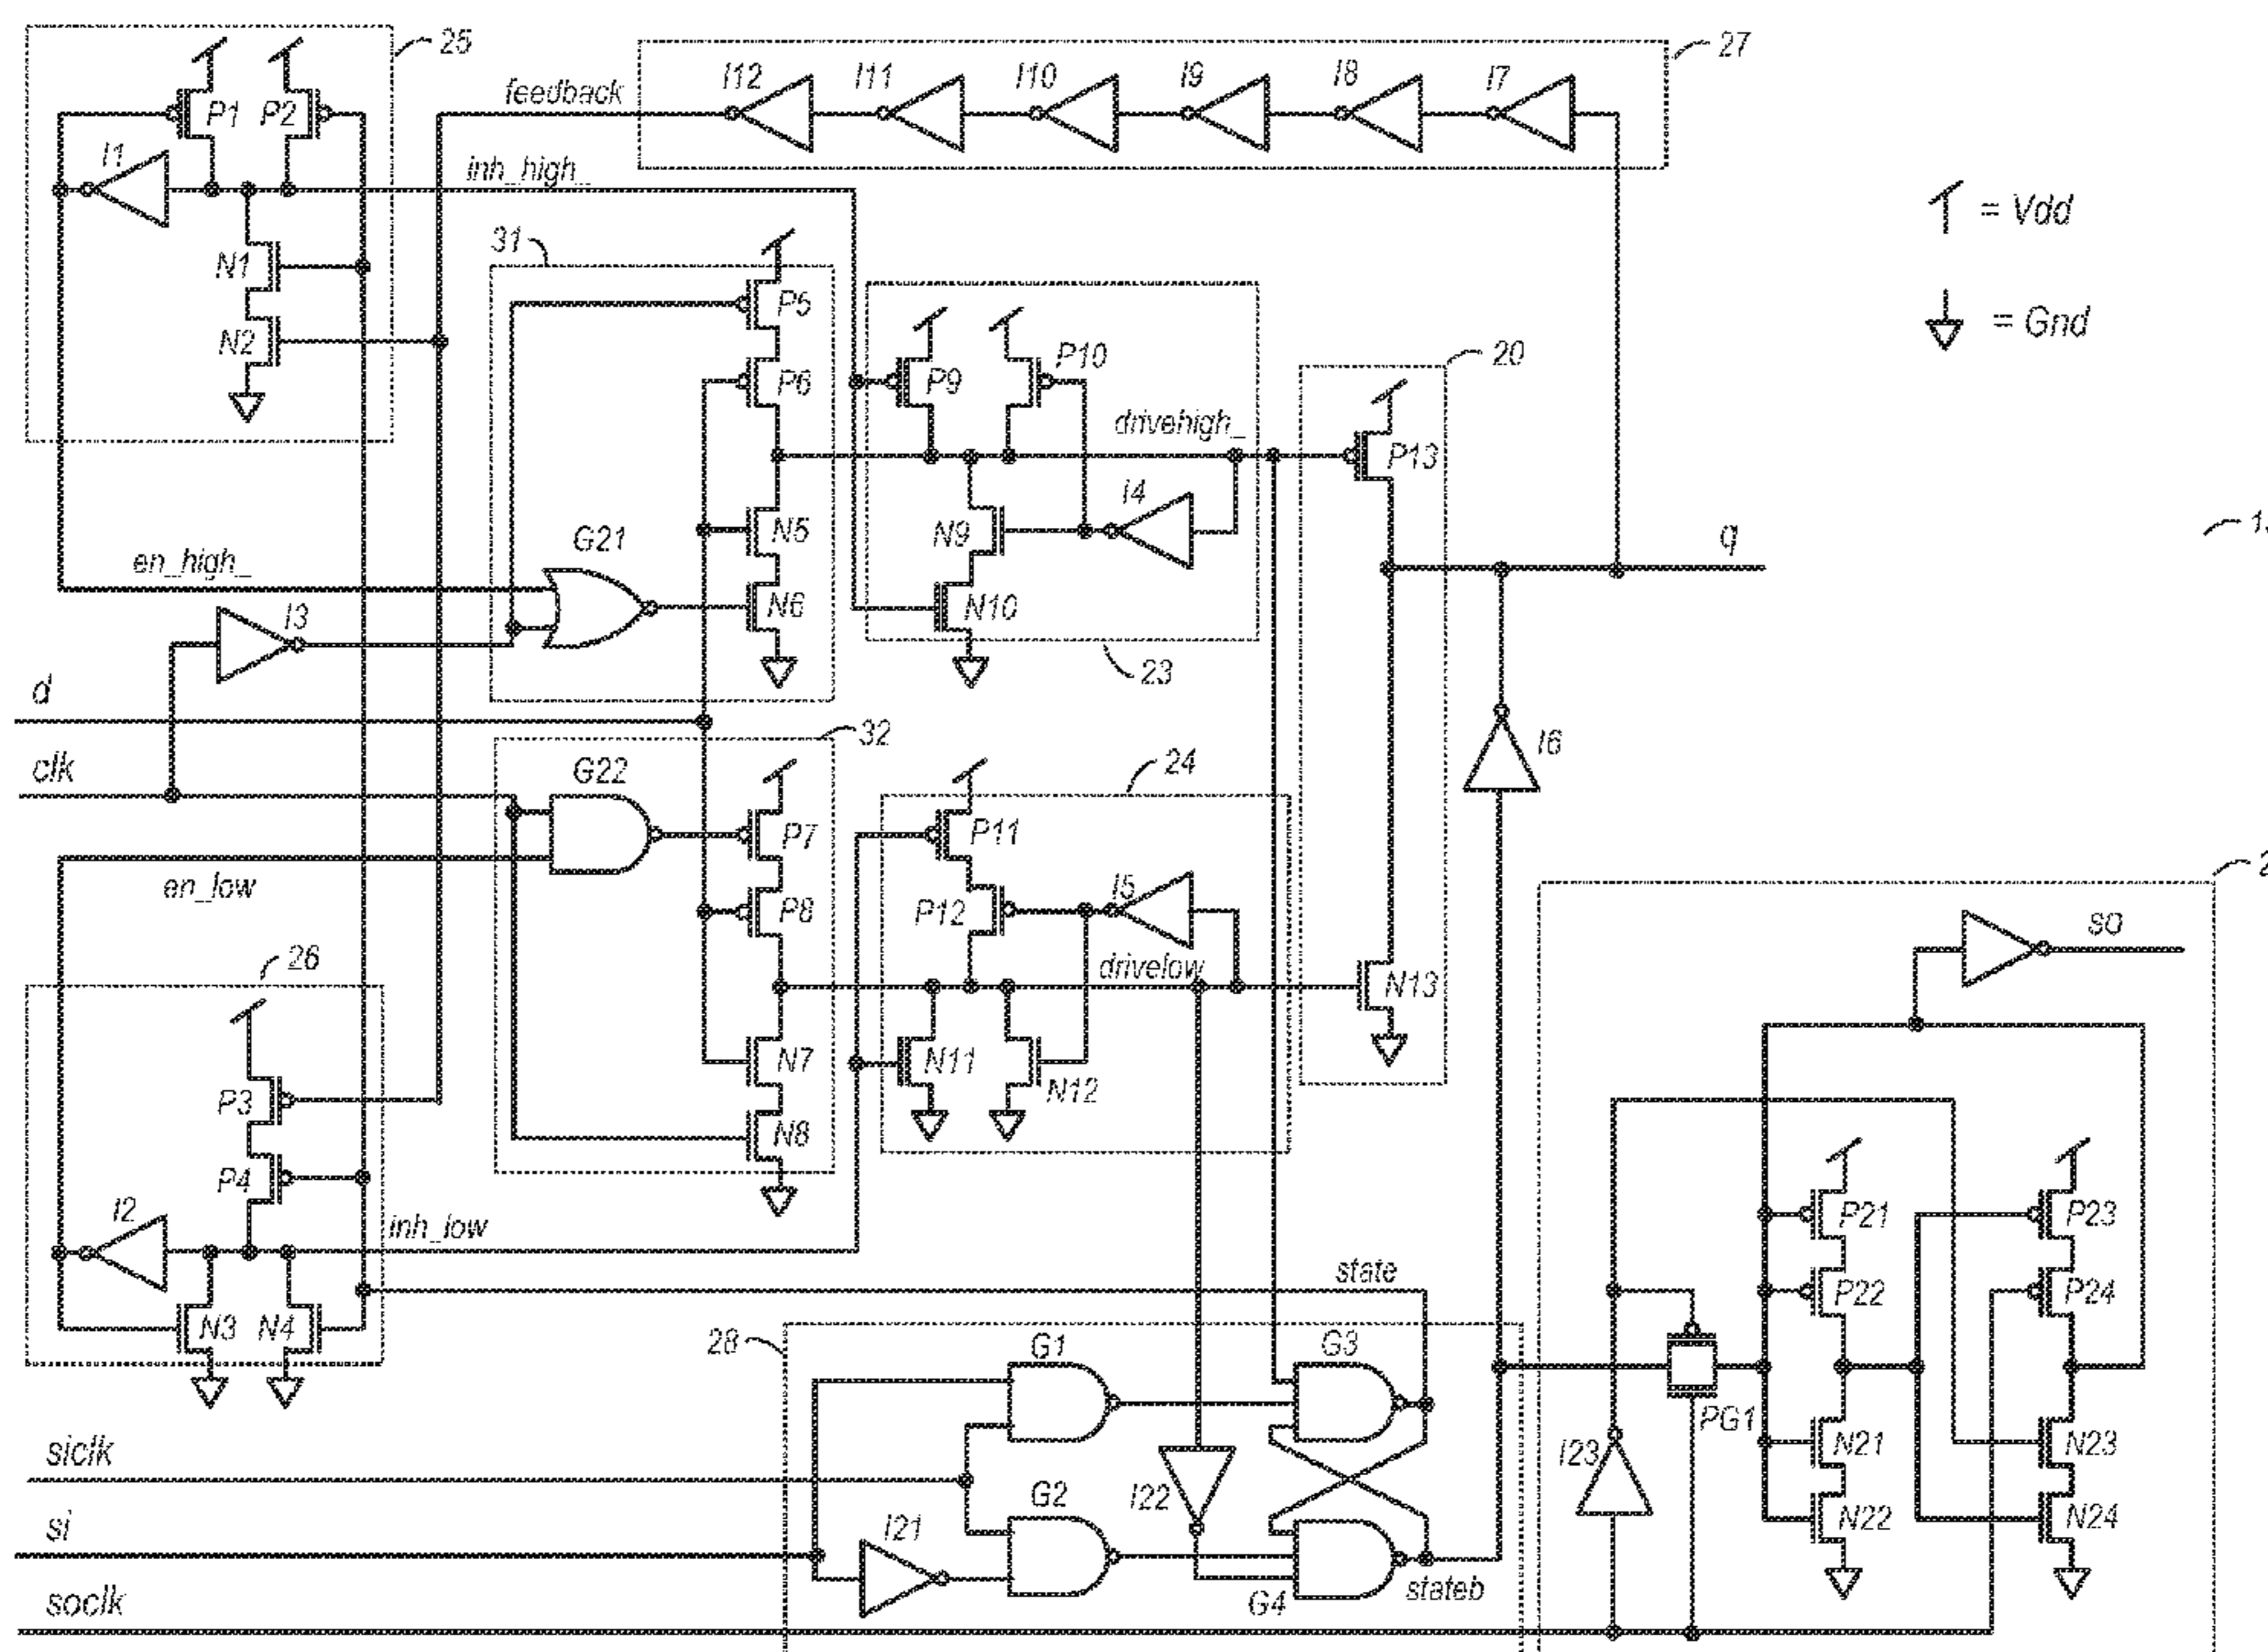 25
27
I12
I11
I10
I9
I8
I7
feedback
P1
P2
I1
inh_high_
N1
N2
= Vdd
= Gnd
31
P5
P6
N5
N6
G21
en_high_
I3
P9
P10
drivehigh_
I4
N9
N10
23
20
P13
q
d
clk
32
G22
P7
P8
N7
N8
en_low
24
P11
P12
I5
drivelow
N11
N12
N13
I6
26
P3
P4
I2
inh_low
N3
N4
so
state
28
G1
G3
G2
G4
I22
I21
stateb
siclk
si
soclk
I23
PG1
P21
P22
N21
N22
P23
P24
N23
N24